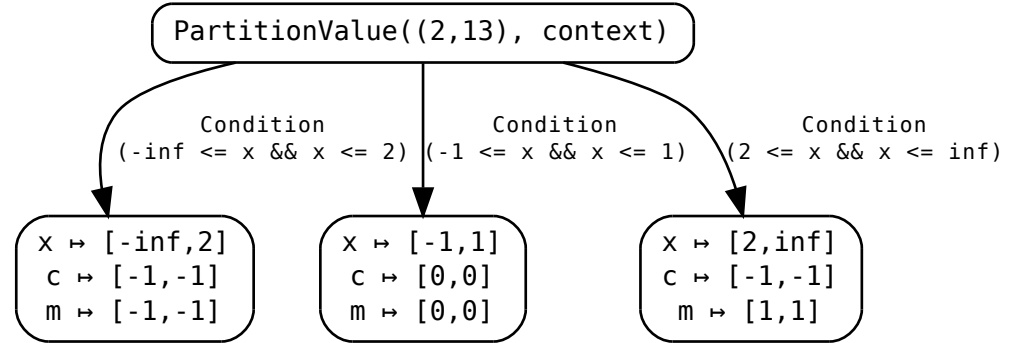 PartitionValue((2,13), context)
Condition
(-inf <= x && x <= 2)
Condition
(-1 <= x && x <= 1)
Condition
(2 <= x && x <= inf)
x ↦ [-inf,2]
c ↦ [-1,-1]
m ↦ [-1,-1]
x ↦ [-1,1]
c ↦ [0,0]
m ↦ [0,0]
x ↦ [2,inf]
c ↦ [-1,-1]
m ↦ [1,1]